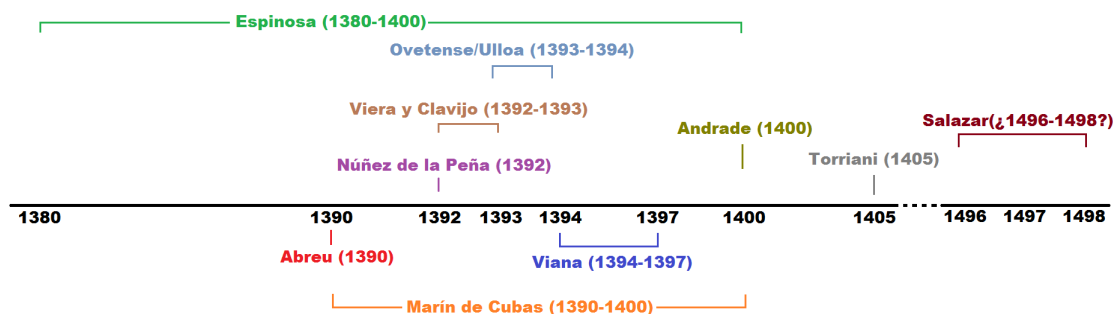 Espinosa (1380-1400)
Ovetense/Ulloa (1393-1394)
Viera y Clavijo (1392-1393)
Andrade (1400)
Salazar(¿1496-1498?)
Núñez de la Peña (1392)
Torriani (1405)
1380 1390 1392 1393 1394 1397 1400 1405 1496 1497 1498
Abreu (1390)
Viana (1394-1397)
Marín de Cubas (1390-1400)